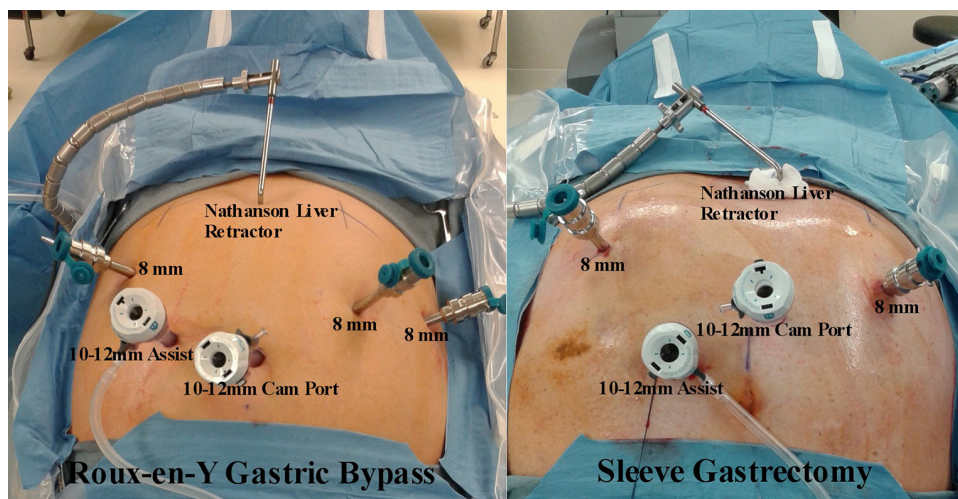 Nathanson Liver
Retractor
8 mm
8 mm
8 mm
10-12mm Assist
10-12mm Cam Port
Roux-en-Y Gastric Bypass
Nathanson Liver
Retractor
8 mm
8 mm
10-12mm Cam Port
10-12mm Assist
Sleeve Gastrectomy